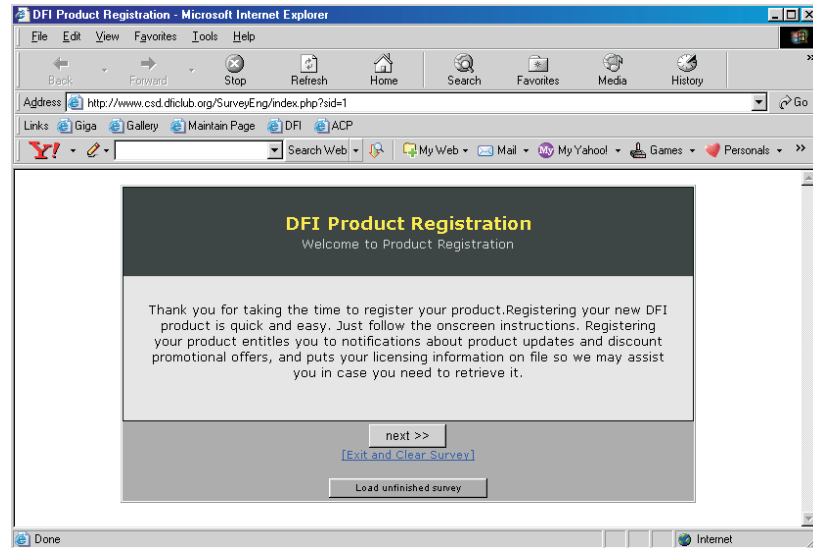 DFI Product Registration - Microsoft Internet Explorer
File Edit View Favorites Tools Help
Back Forward Stop Refresh Home Search Favorites Media History »
Address http://www.csd.dficlub.org/SurveyEng/index.php?sid=1 Go
Links Giga Gallery Maintain Page DFI ACP
Y! Search Web My Web Mail My Yahoo! Games Personals »
DFI Product Registration
Welcome to Product Registration
Thank you for taking the time to register your product.Registering your new DFI
product is quick and easy. Just follow the onscreen instructions. Registering
your product entitles you to notifications about product updates and discount
promotional offers, and puts your licensing information on file so we may assist
you in case you need to retrieve it.
next >>
[Exit and Clear Survey]
Load unfinished survey
Done Internet